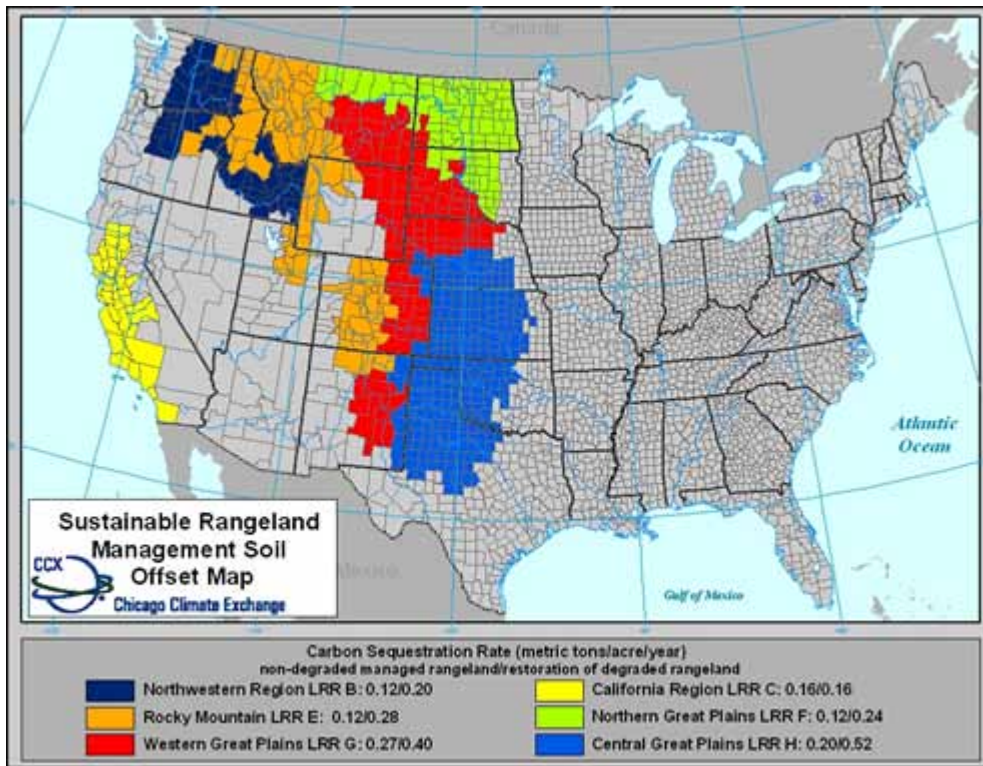 Canada
Atlantic
Ocean
Mexico
Gulf of Mexico
Sustainable Rangeland
Management Soil
Offset Map
CCX
Chicago Climate Exchange
Carbon Sequestration Rate (metric tons/acre/year)
non-degraded managed rangeland/restoration of degraded rangeland
Northwestern Region LRR B: 0.12/0.20
California Region LRR C: 0.16/0.16
Rocky Mountain LRR E: 0.12/0.28
Northern Great Plains LRR F: 0.12/0.24
Western Great Plains LRR G: 0.27/0.40
Central Great Plains LRR H: 0.20/0.52